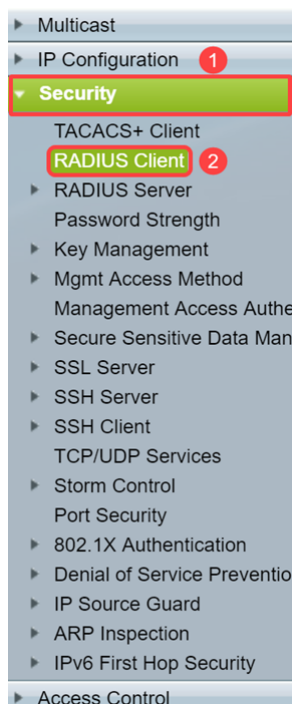 Multicast
IP Configuration 1
Security
TACACS+ Client
RADIUS Client 2
RADIUS Server
Password Strength
Key Management
Mgmt Access Method
Management Access Authe
Secure Sensitive Data Man
SSL Server
SSH Server
SSH Client
TCP/UDP Services
Storm Control
Port Security
802.1X Authentication
Denial of Service Preventio
IP Source Guard
ARP Inspection
IPv6 First Hop Security
Access Control